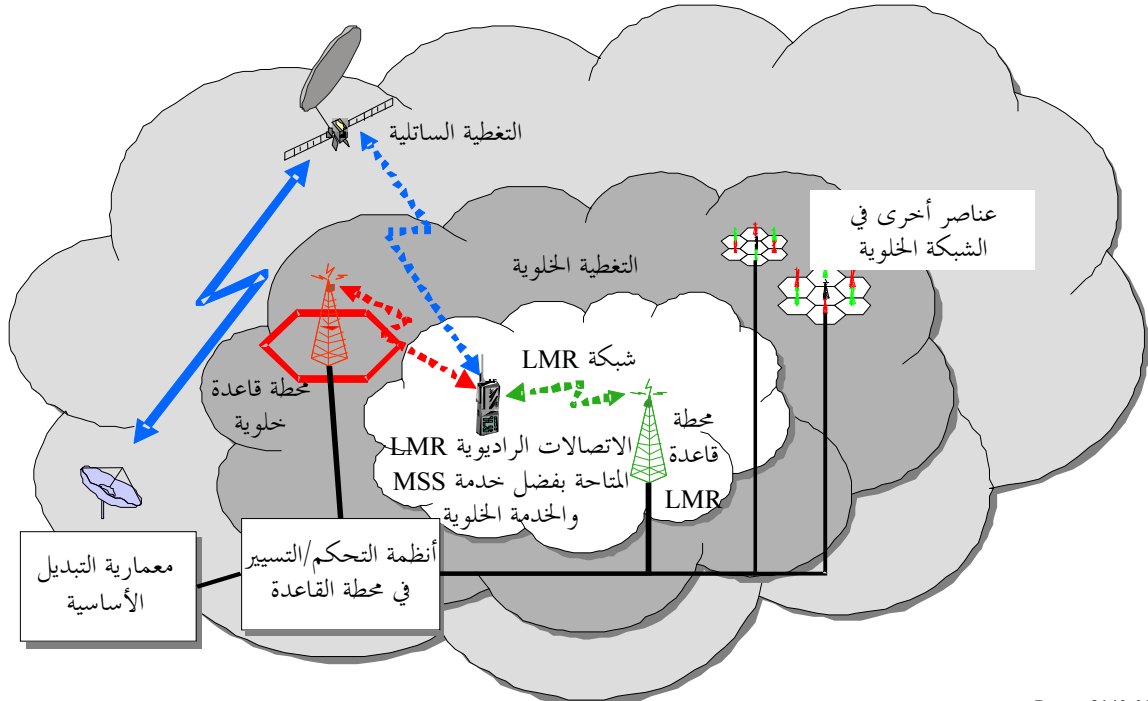 التغطية الساتلية
عناصر أخرى في
الشبكة الخلوية
التغطية الخلوية
شبكة LMR
محطة قاعدة
خلوية
محطة
قاعدة
LMR
الاتصالات الراديوية LMR
المتاحة بفضل خدمة MSS
والخدمة الخلوية
أنظمة التحكم/التسيير
في محطة القاعدة
معمارية التبديل
الأساسية